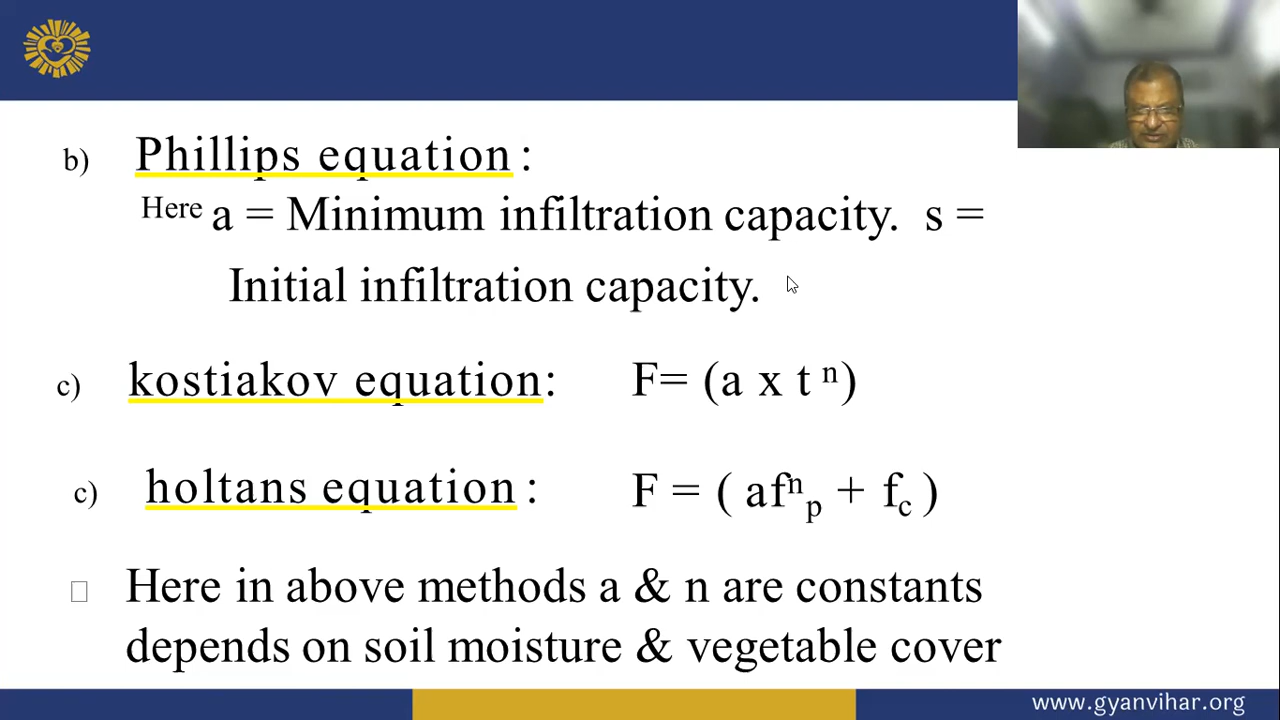 b) Phillips equation :
Here a = Minimum infiltration capacity. s =
Initial infiltration capacity.
c) kostiakov equation: F= (a x t ⁿ)
c) holtans equation : F = ( afⁿₚ + f꜀ )
□ Here in above methods a & n are constants
depends on soil moisture & vegetable cover
www.gyanvihar.org